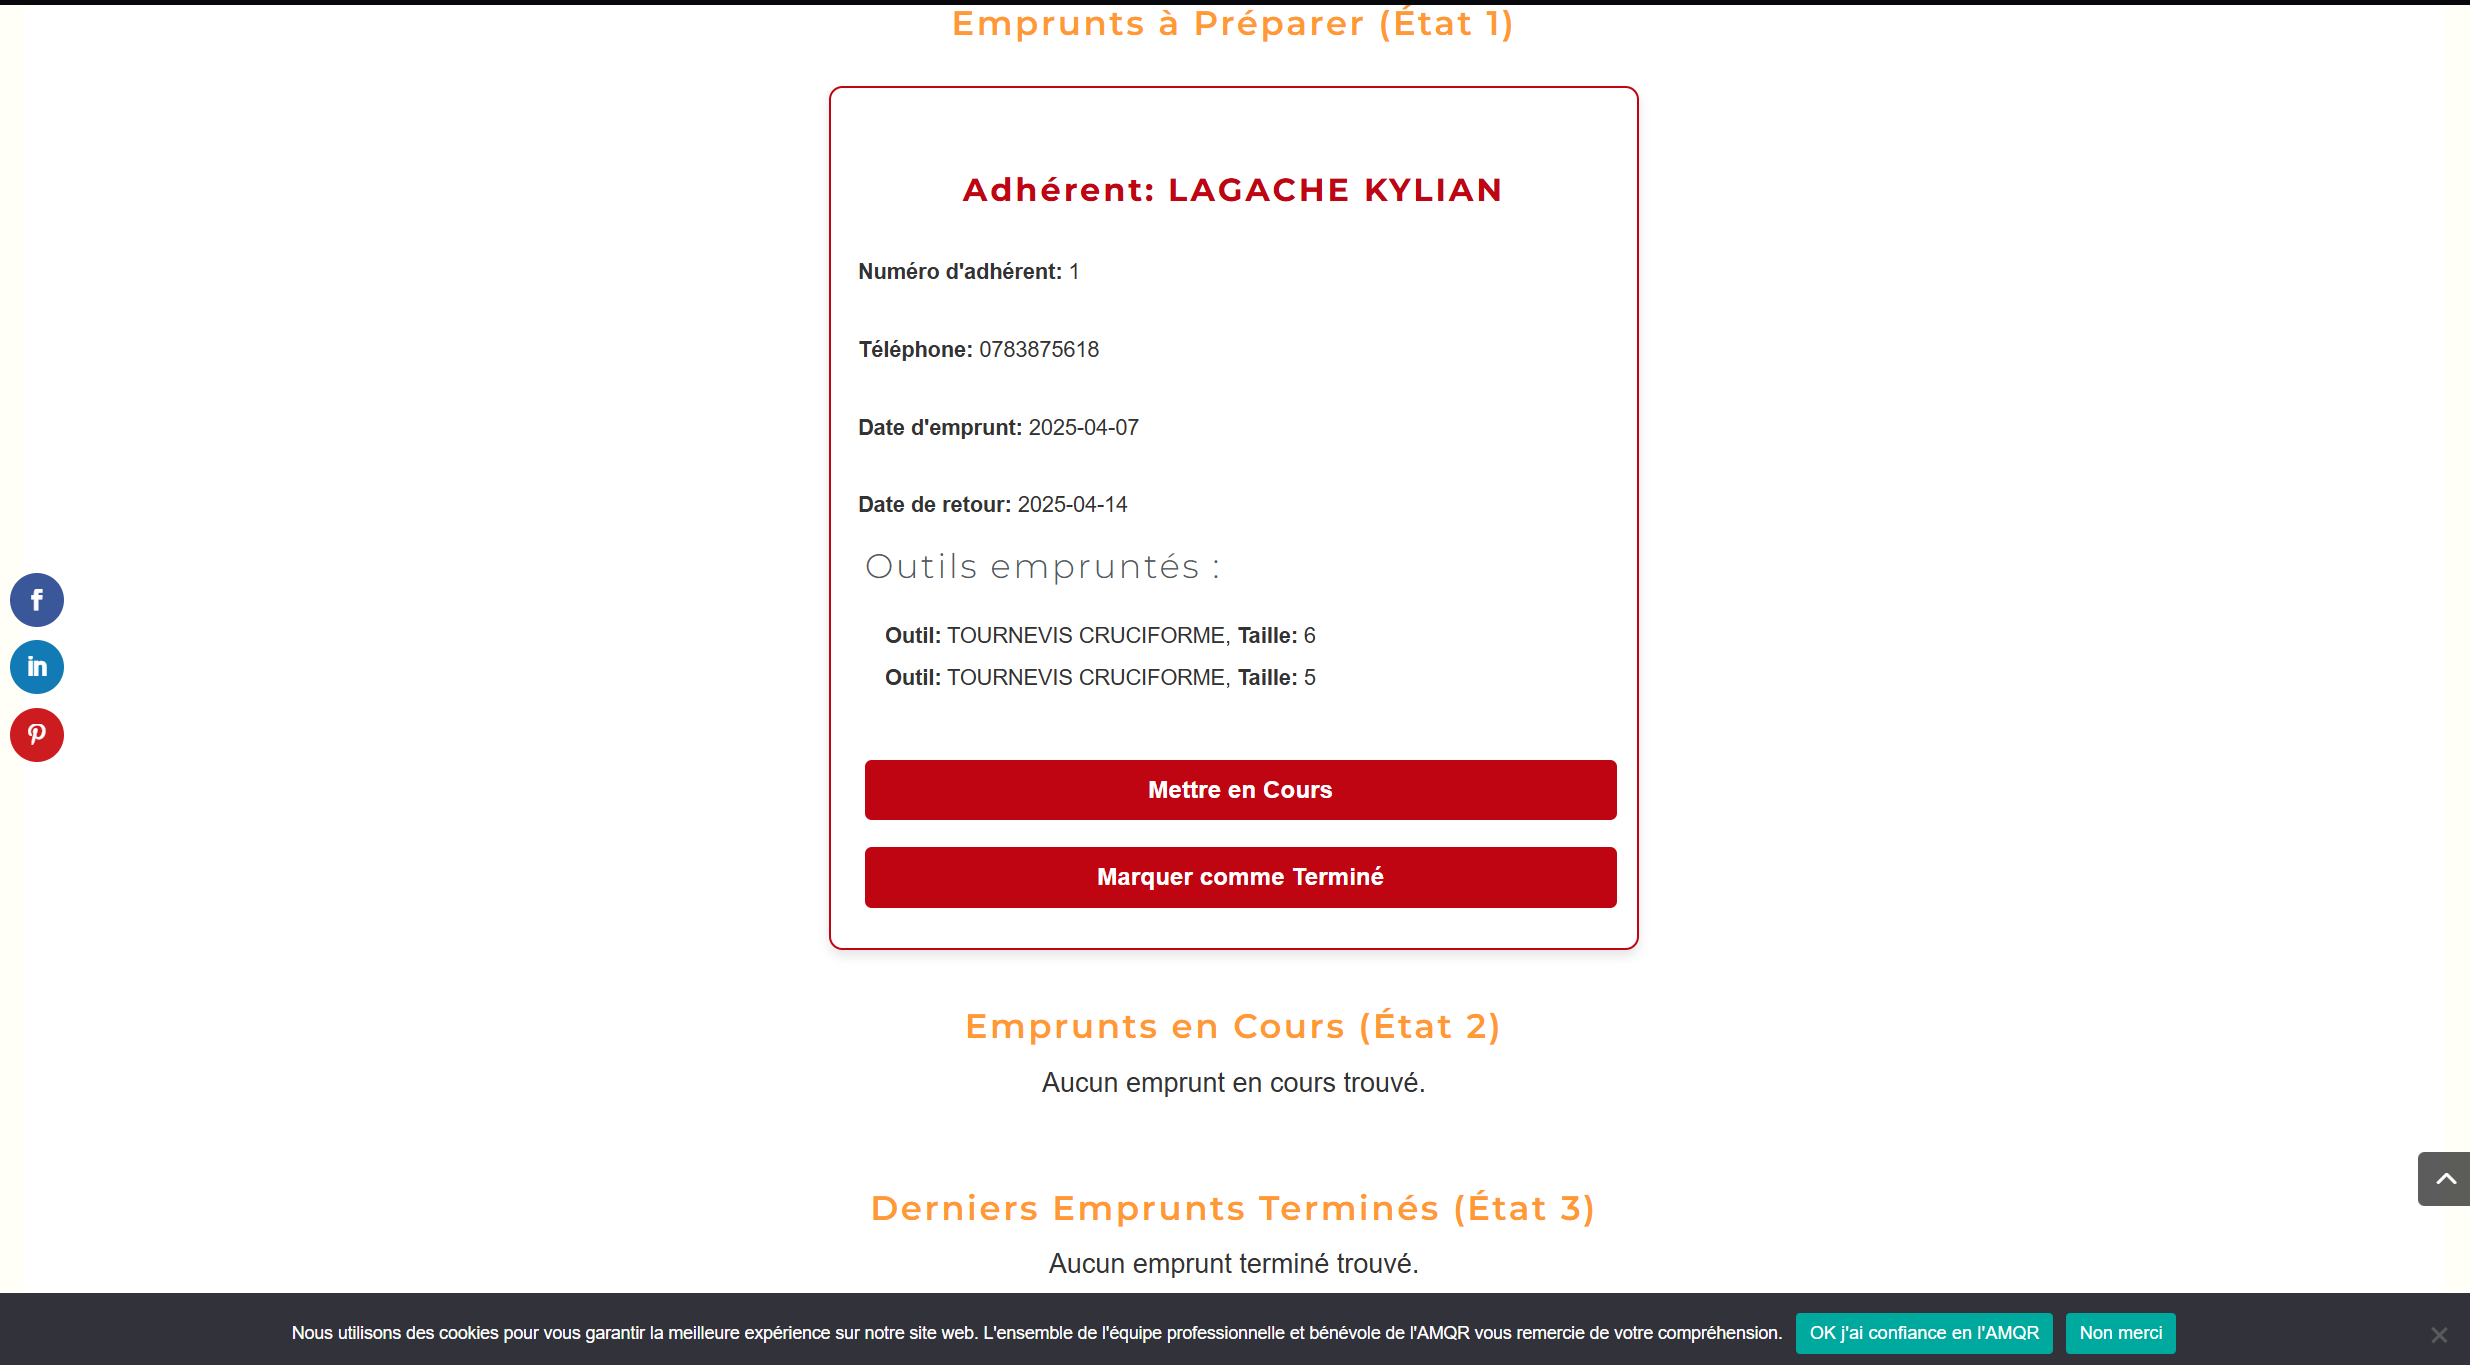 Emprunts à Préparer (État 1)
Adhérent: LAGACHE KYLIAN
Numéro d'adhérent: 1
Téléphone: 0783875618
Date d'emprunt: 2025-04-07
Date de retour: 2025-04-14
Outils empruntés :
Outil: TOURNEVIS CRUCIFORME, Taille: 6
Outil: TOURNEVIS CRUCIFORME, Taille: 5
Mettre en Cours
Marquer comme Terminé
Emprunts en Cours (État 2)
Aucun emprunt en cours trouvé.
Derniers Emprunts Terminés (État 3)
Aucun emprunt terminé trouvé.
Nous utilisons des cookies pour vous garantir la meilleure expérience sur notre site web. L'ensemble de l'équipe professionnelle et bénévole de l'AMQR vous remercie de votre compréhension. OK j'ai confiance en l'AMQR Non merci